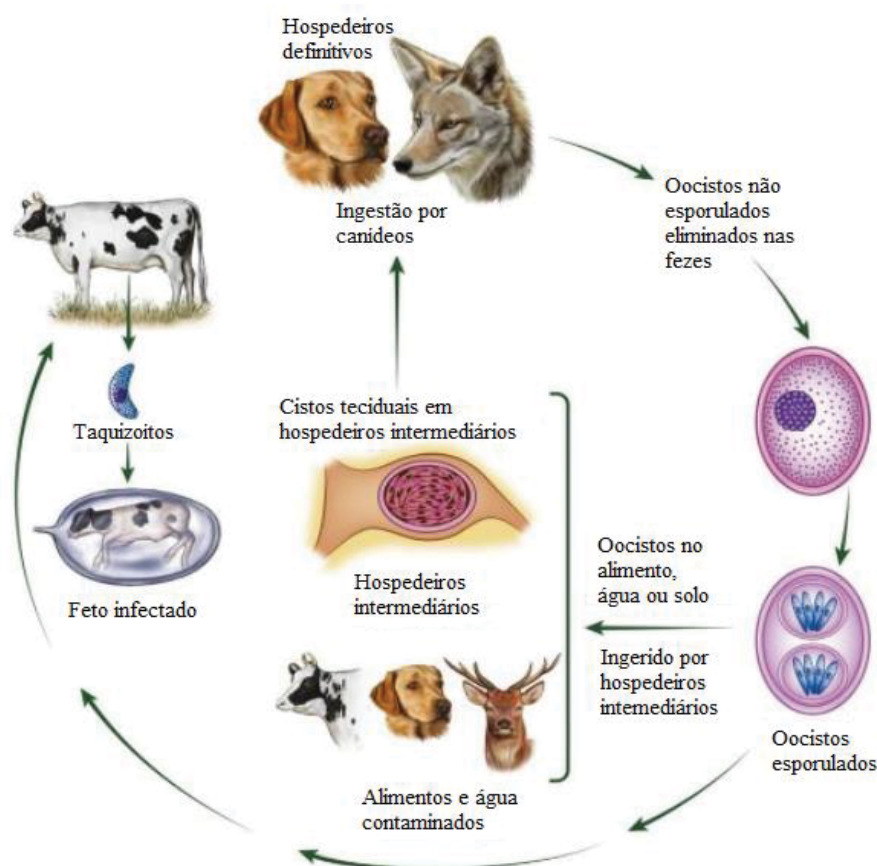 Hospedeiros
definitivos
Ingestão por
canídeos
Oocistos não
esporulados
eliminados nas
fezes
Taquizoitos
Feto infectado
Cistos teciduais em
hospedeiros intermediários
Hospedeiros
intermediários
Oocistos no
alimento,
água ou solo
Ingerido por
hospedeiros
intemediários
Oocistos
esporulados
Alimentos e água
contaminados